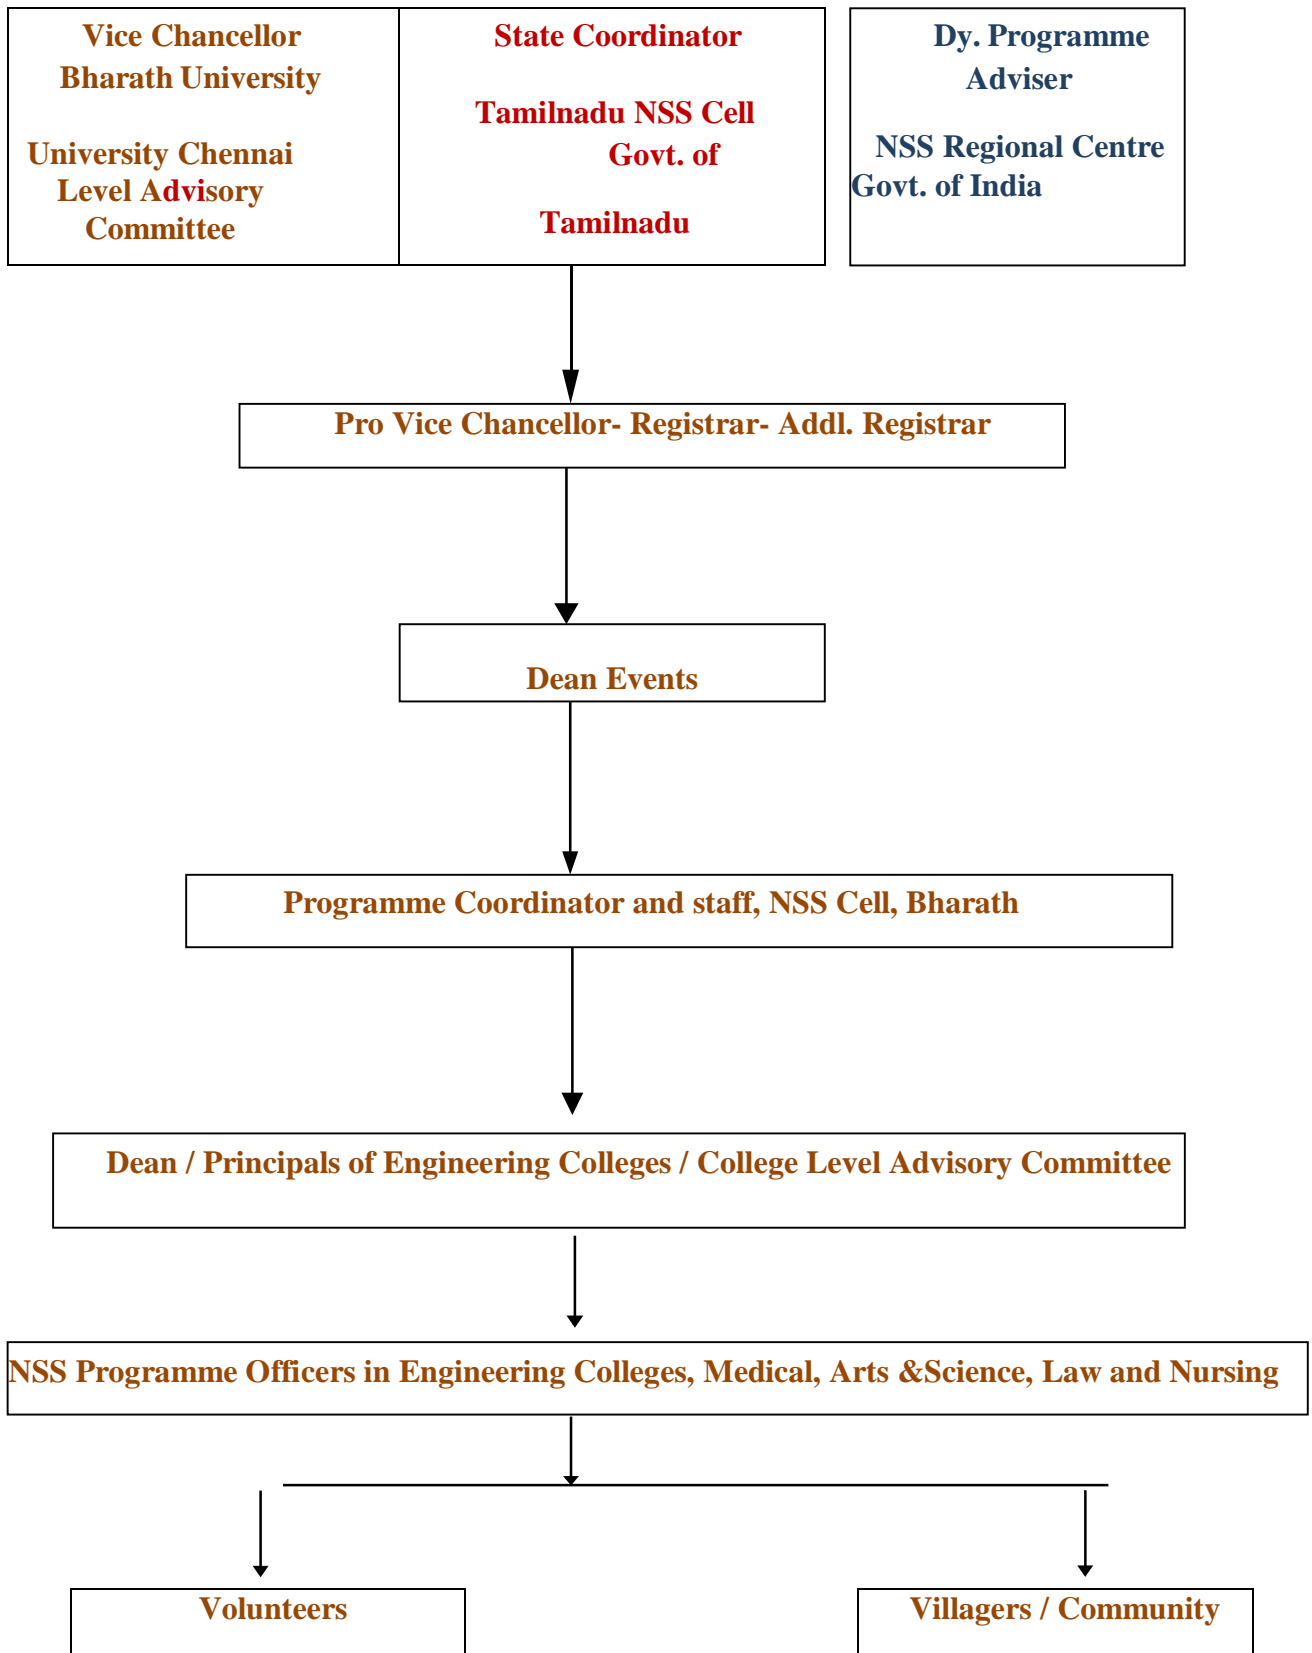 Vice Chancellor
Bharath University
University Chennai
Level Advisory
Committee
State Coordinator
Tamilnadu NSS Cell
Govt. of
Tamilnadu
Dy. Programme
Adviser
NSS Regional Centre
Govt. of India
Pro Vice Chancellor- Registrar- Addl. Registrar
Dean Events
Programme Coordinator and staff, NSS Cell, Bharath
Dean / Principals of Engineering Colleges / College Level Advisory Committee
NSS Programme Officers in Engineering Colleges, Medical, Arts &Science, Law and Nursing
Volunteers
Villagers / Community